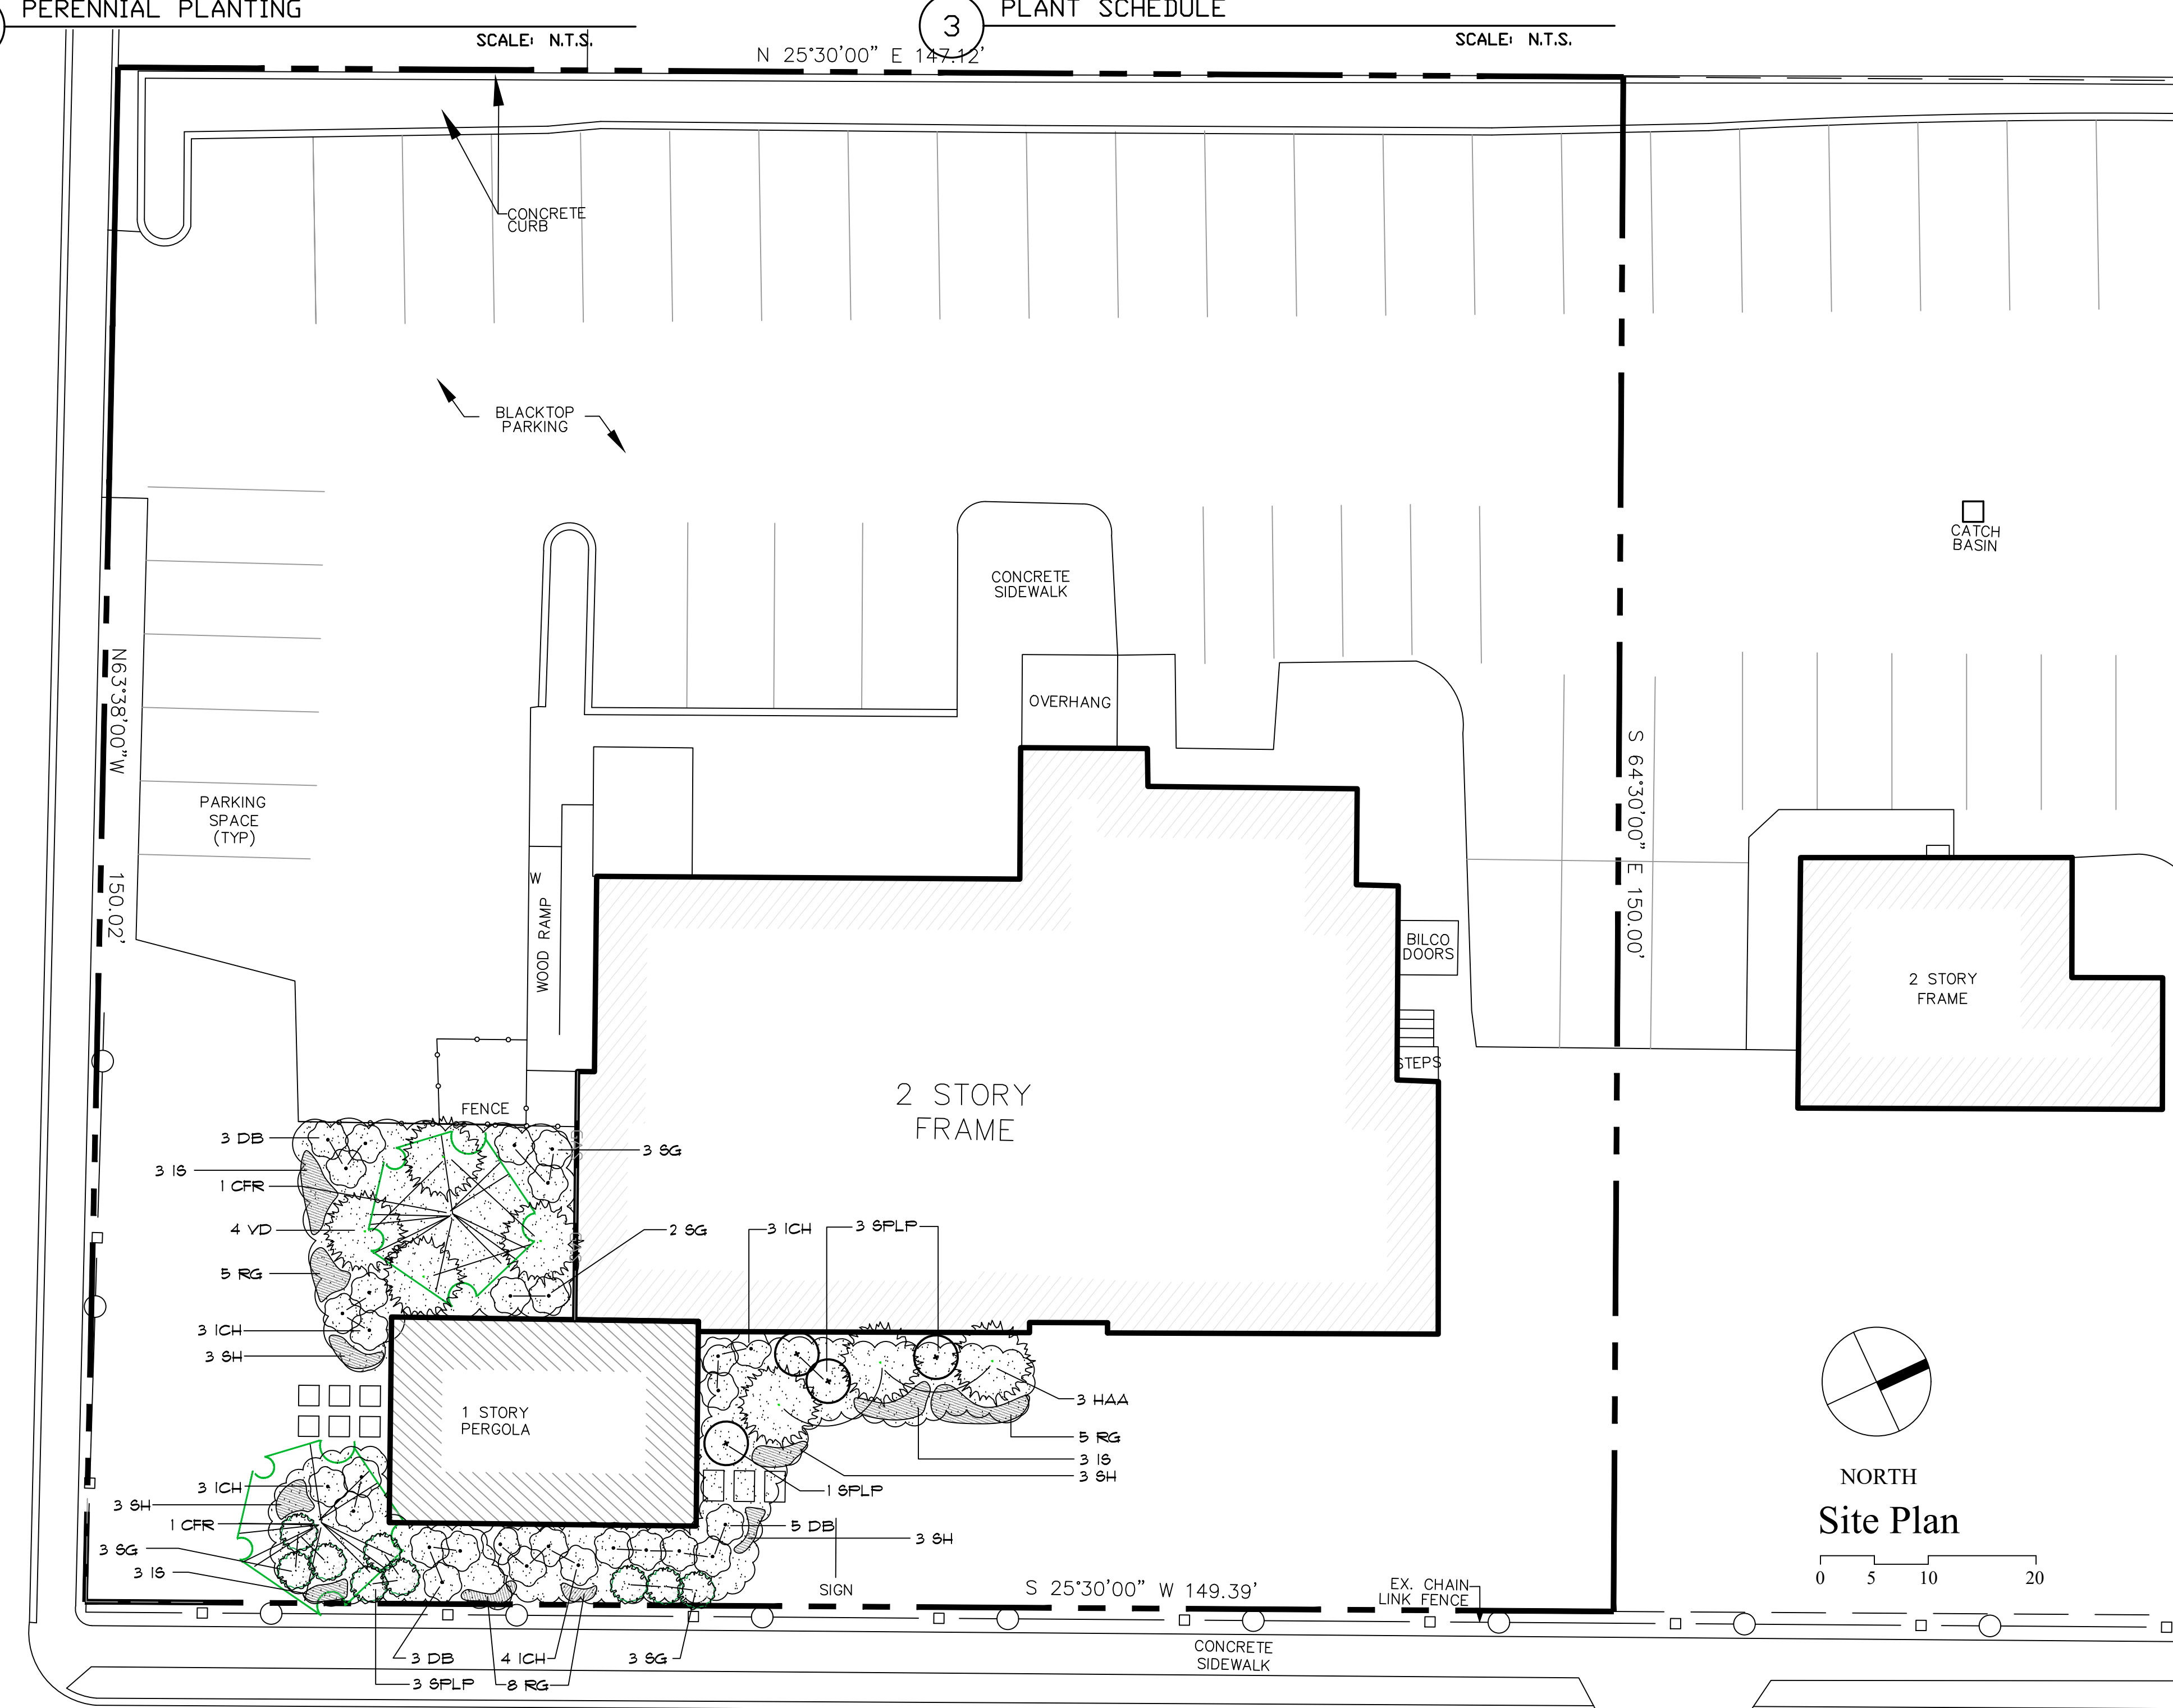 PERENNIAL PLANTING
SCALE: N.T.S.
3
PLANT SCHEDULE
SCALE: N.T.S.
N 25°30'00" E 147.12'
CONCRETE
CURB
BLACKTOP
PARKING
CATCH
BASIN
CONCRETE
SIDEWALK
OVERHANG
N63°38'00"W
150.02'
S 64°30'00" E 150.00'
PARKING
SPACE
(TYP)
W
WOOD RAMP
BILCO
DOORS
STEPS
2 STORY
FRAME
2 STORY
FRAME
FENCE
GAS
GAS
3 DB
3 IS
1 CFR
4 VD
5 RG
3 ICH
3 SH
3 SG
2 SG
3 ICH
3 SPLP
1 STORY
PERGOLA
3 HAA
5 RG
3 IS
3 SH
1 SPLP
5 DB
3 SH
3 ICH
3 SH
1 CFR
3 SG
3 IS
SIGN
S 25°30'00" W 149.39'
EX. CHAIN
LINK FENCE
NORTH
Site Plan
0 5 10 20
3 DB
4 ICH
3 SG
3 SPLP
8 RG
CONCRETE
SIDEWALK